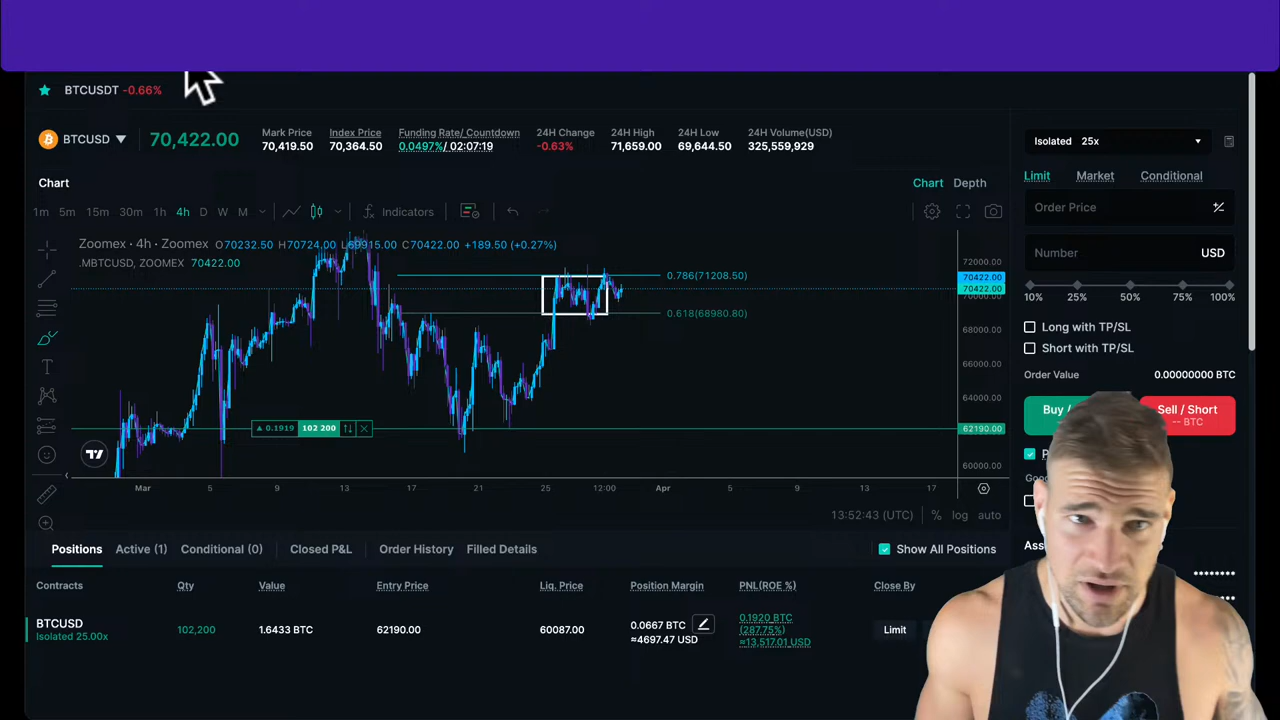 BTCUSDT -0.66%
BTCUSD 70,422.00
Mark Price Index Price Funding Rate/ Countdown 24H Change 24H High 24H Low 24H Volume(USD)
70,419.50 70,364.50 0.0497%/ 02:07:19 -0.63% 71,659.00 69,644.50 325,559,929
Isolated 25x
Chart Chart Depth
Limit Market Conditional
1m 5m 15m 30m 1h 4h D W M Indicators
Order Price
Zoomex · 4h · Zoomex O70232.50 H70724.00 C70422.00 +189.50 (+0.27%)
.MBTCUSD, ZOOMEX 70422.00
Number USD
72000.00
0.786(71208.50)
70422.00
70422.00
70000.00
10% 25% 50% 75% 100%
0.618(68980.80)
68000.00
Long with TP/SL
Short with TP/SL
66000.00
Order Value 0.00000000 BTC
64000.00
Buy / Sell / Short
-- BTC
0.1919 102 200
62190.00
60000.00
Mar 5 9 13 17 21 25 12:00 Apr 5 9 13 17
13:52:43 (UTC) % log auto
Positions Active (1) Conditional (0) Closed P&L Order History Filled Details Show All Positions
Contracts Qty Value Entry Price Liq. Price Position Margin PNL(ROE %) Close By
BTCUSD
Isolated 25.00x
102,200 1.6433 BTC 62190.00 60087.00
0.0667 BTC
≈4697.47 USD
0.1920 BTC
(287.75%)
≈13,517.01 USD
Limit
********